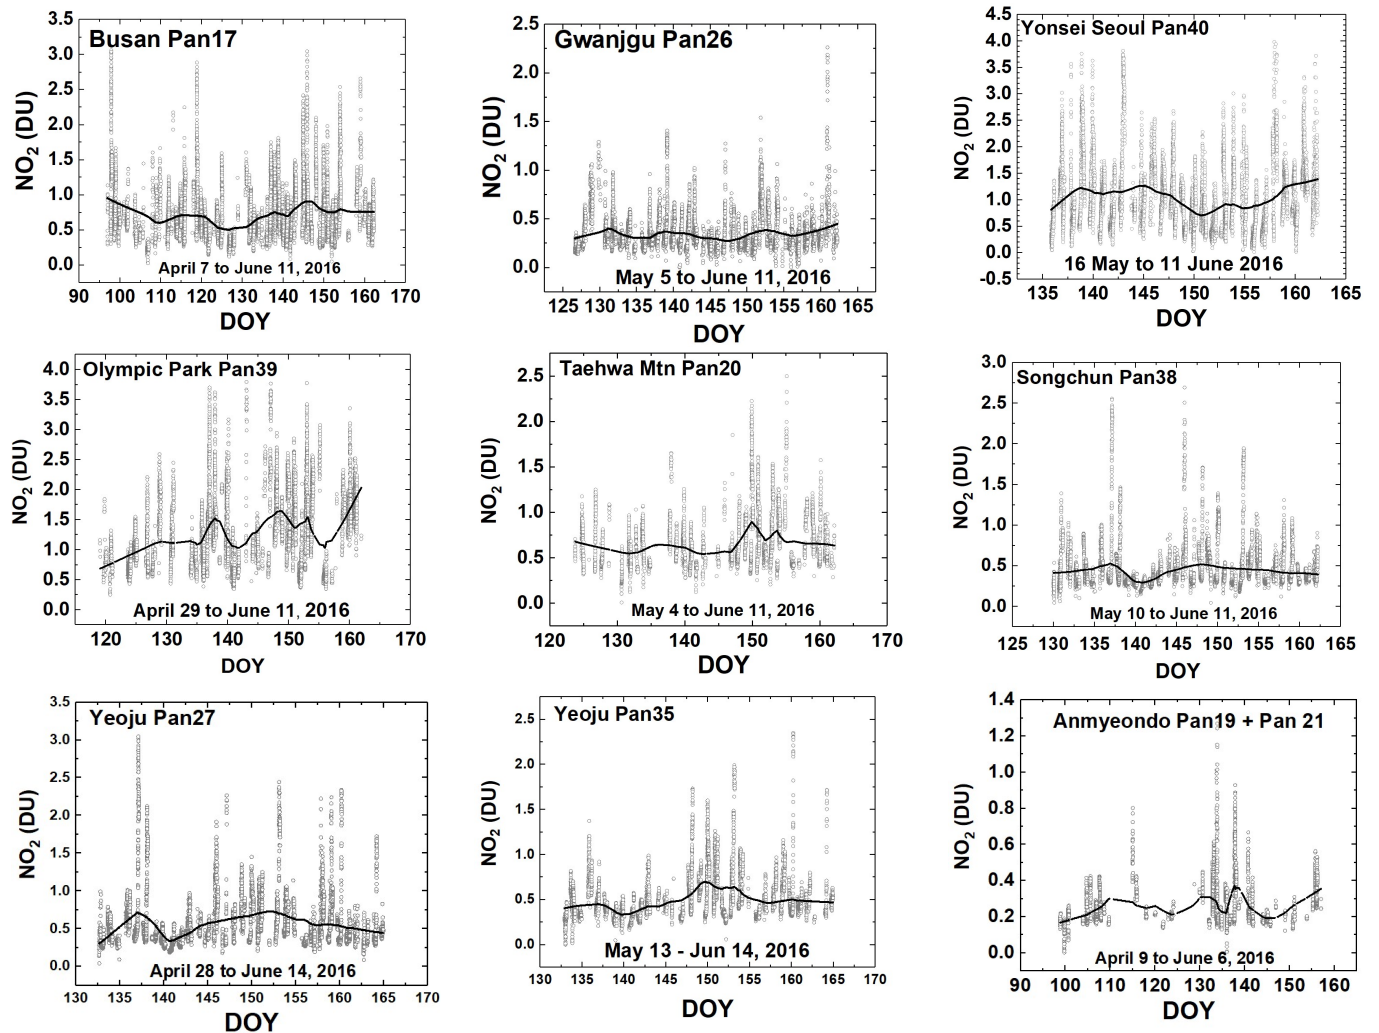 Busan Pan17
3.5
3.0
2.5
2.0
1.5
1.0
0.5
0.0
NO2 (DU)
April 7 to June 11, 2016
90 100 110 120 130 140 150 160 170
DOY
Gwanjgu Pan26
2.5
2.0
1.5
1.0
0.5
0.0
NO2 (DU)
May 5 to June 11, 2016
125 130 135 140 145 150 155 160 165
DOY
Yonsei Seoul Pan40
4.5
4.0
3.5
3.0
2.5
2.0
1.5
1.0
0.5
0.0
-0.5
NO2 (DU)
16 May to 11 June 2016
135 140 145 150 155 160 165
DOY
Olympic Park Pan39
4.0
3.5
3.0
2.5
2.0
1.5
1.0
0.5
0.0
NO2 (DU)
April 29 to June 11, 2016
120 130 140 150 160 170
DOY
Taehwa Mtn Pan20
2.5
2.0
1.5
1.0
0.5
0.0
NO2 (DU)
May 4 to June 11, 2016
120 130 140 150 160 170
DOY
Songchun Pan38
3.0
2.5
2.0
1.5
1.0
0.5
0.0
NO2 (DU)
May 10 to June 11, 2016
125 130 135 140 145 150 155 160 165
DOY
Yeoju Pan27
3.5
3.0
2.5
2.0
1.5
1.0
0.5
0.0
NO2 (DU)
April 28 to June 14, 2016
130 135 140 145 150 155 160 165 170
DOY
Yeoju Pan35
2.5
2.0
1.5
1.0
0.5
0.0
NO2 (DU)
May 13 - Jun 14, 2016
130 140 150 160 170
DOY
Anmyeondo Pan19 + Pan 21
1.4
1.2
1.0
0.8
0.6
0.4
0.2
0.0
NO2 (DU)
April 9 to June 6, 2016
90 100 110 120 130 140 150 160
DOY